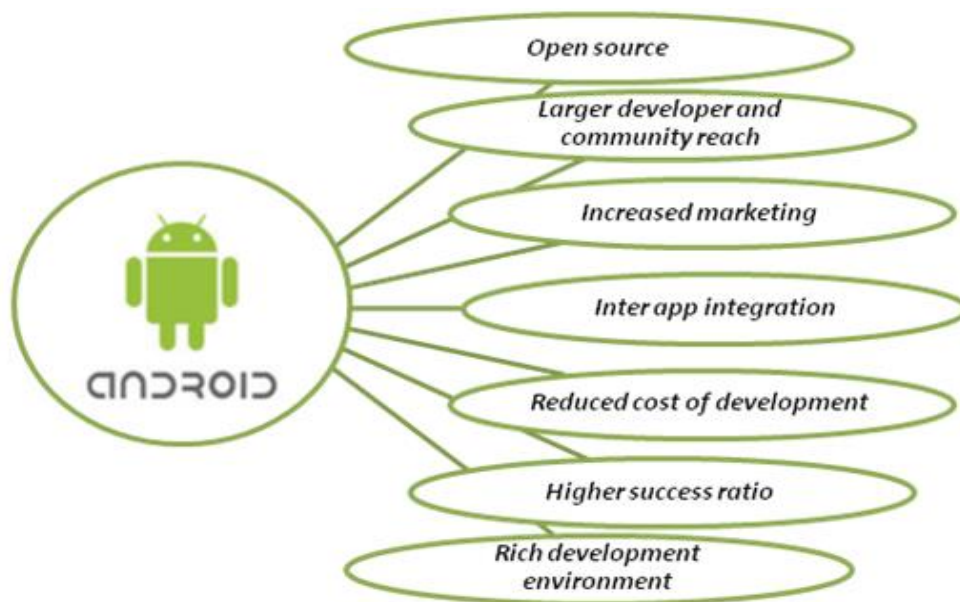 Open source
Larger developer and
community reach
Increased marketing
ANDROID
Inter app integration
Reduced cost of development
Higher success ratio
Rich development
environment